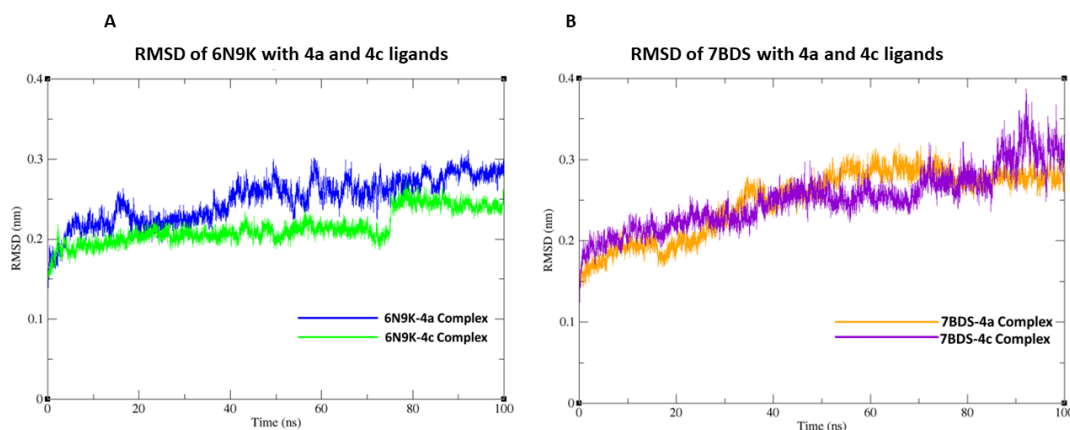 A
RMSD of 6N9K with 4a and 4c ligands
0.4
0.3
0.2
0.1
0
RMSD (nm)
6N9K-4a Complex
6N9K-4c Complex
0
20
40
60
80
100
Time (ns)
B
RMSD of 7BDS with 4a and 4c ligands
0.4
0.3
0.2
0.1
0
RMSD (nm)
7BDS-4a Complex
7BDS-4c Complex
0
20
40
60
80
100
Time (ns)